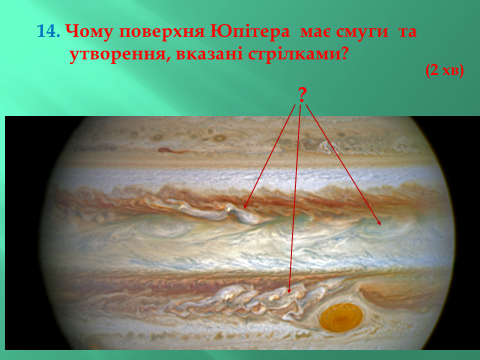 14. Чому поверхня Юпітера має смуги та
утворення, вказані стрілками?
(2 хв)
?